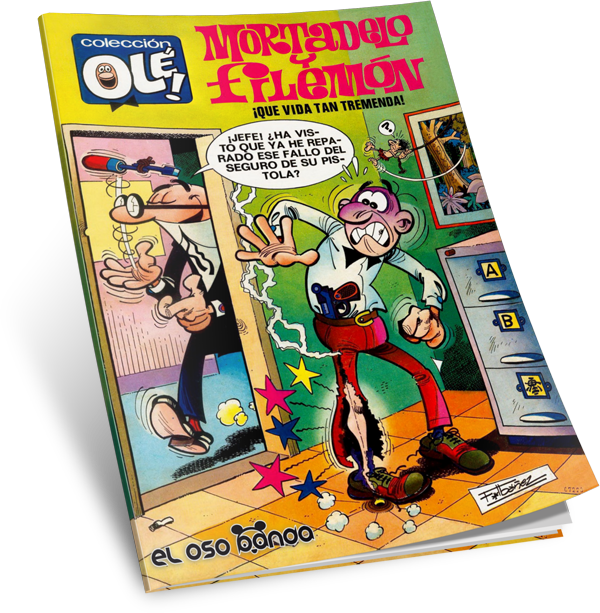 colección
OLÉ!
MORTADELO
Y
FILEMÓN
¡QUE VIDA TAN TREMENDA!
?
¡JEFE! ¿HA VIS-
TO QUE YA HE REPA-
RADO ESE FALLO DEL
SEGURO DE SU PIS-
TOLA?
A
B
F. Ibáñez
EL OSO PANDA